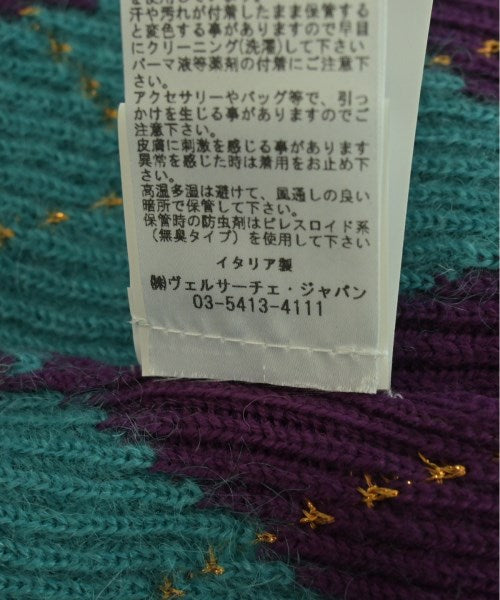 汗や汚れが付着したまま保管する
と変色する事がありますので早目
にクリーニング(洗濯)して下さい
パーマ液等薬剤の付着にご注意下
さい。
アクセサリーやバッグ等で、引っ
かけを生じる事がありますのでご
注意下さい。
皮膚に刺激を感じる事があります
異常を感じた時は着用をお止め下
さい。
高温多湿は避けて、風通しの良い
暗所で保管して下さい。
保管時の防虫剤はピレスロイド系
(無臭タイプ)を使用して下さい
イタリア製
㈱ヴェルサーチェ・ジャパン
03-5413-4111